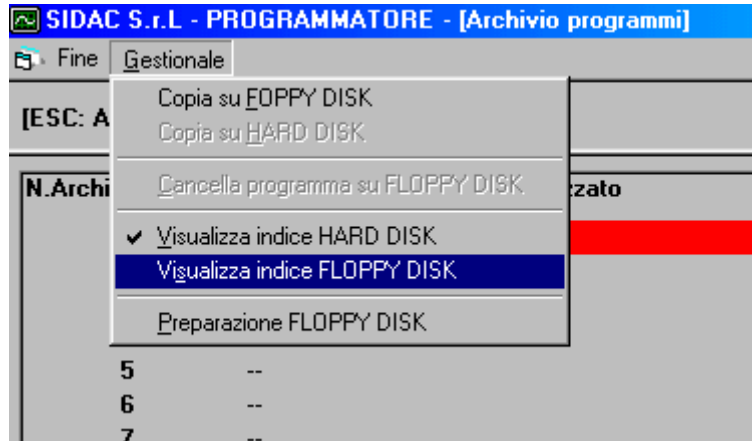 SIDAC S.r.L - PROGRAMMATORE - [Archivio programmi]
Fine Gestionale
[ESC: A
Copia su FOPPY DISK
Copia su HARD DISK
N.Archi
Cancella programma su FLOPPY DISK
zzato
✔ Visualizza indice HARD DISK
Visualizza indice FLOPPY DISK
Preparazione FLOPPY DISK
5 --
6 --
7 --